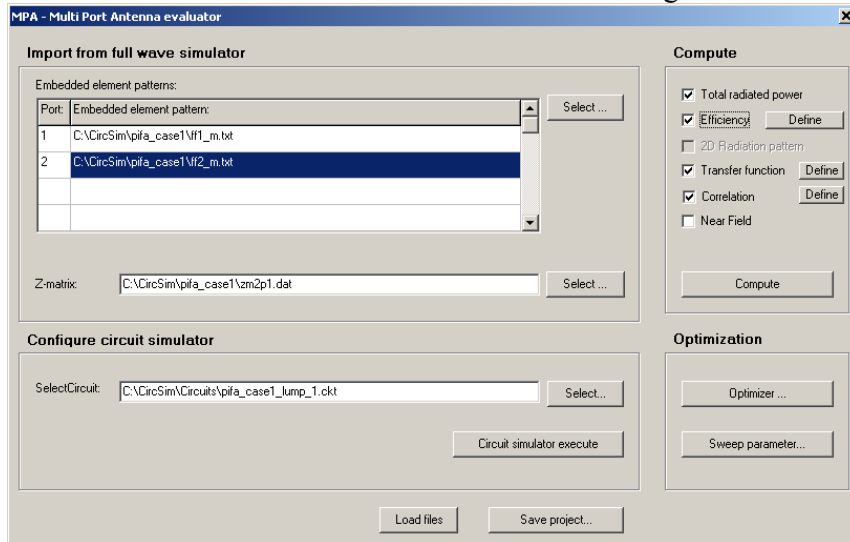 MPA - Multi Port Antenna evaluator
Import from full wave simulator
Embedded element patterns:
Port: Embedded element pattern:
1 C:\CircSim\pifa_case1\ff1_m.txt
2 C:\CircSim\pifa_case1\ff2_m.txt
Select ...
Z-matrix: C:\CircSim\pifa_case1\zm2p1.dat Select ...
Configure circuit simulator
SelectCircuit: C:\CircSim\Circuits\pifa_case1_lump_1.ckt Select...
Circuit simulator execute
Load files Save project...
Compute
Total radiated power
Efficiency Define
2D Radiation pattern
Transfer function Define
Correlation Define
Near Field
Compute
Optimization
Optimizer ...
Sweep parameter...